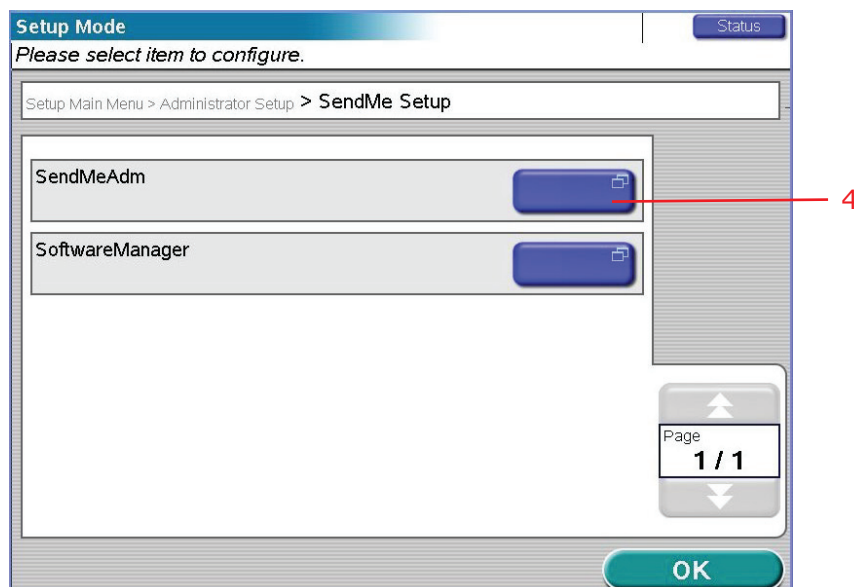 Setup Mode
Status
Please select item to configure.
Setup Main Menu > Administrator Setup > SendMe Setup
SendMeAdm
4
SoftwareManager
Page
1 / 1
OK